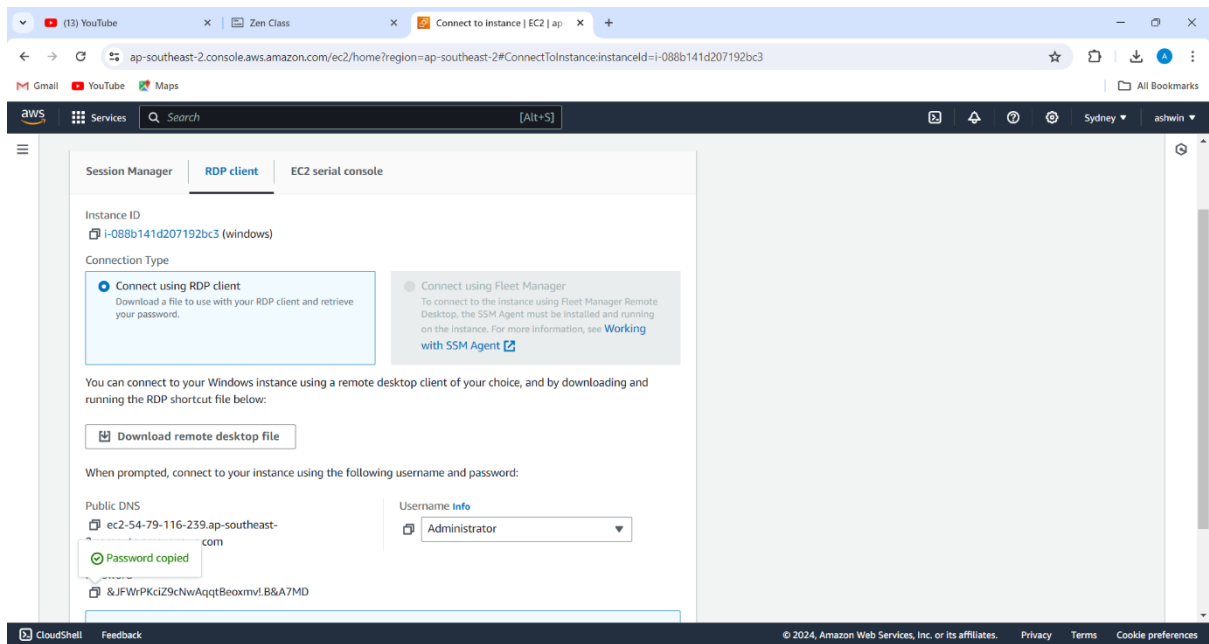 (13) YouTube
Zen Class
Connect to instance | EC2 | ap-
ap-southeast-2.console.aws.amazon.com/ec2/home?region=ap-southeast-2#ConnectToInstance:instanceId=i-088b141d207192bc3
A
Gmail YouTube Maps All Bookmarks
aws Services Search [Alt+S] Sydney ashwin
Session Manager RDP client EC2 serial console
Instance ID
i-088b141d207192bc3 (windows)
Connection Type
Connect using RDP client
Download a file to use with your RDP client and retrieve
your password.
Connect using Fleet Manager
To connect to the instance using Fleet Manager Remote
Desktop, the SSM Agent must be installed and running
on the instance. For more information, see Working
with SSM Agent
You can connect to your Windows instance using a remote desktop client of your choice, and by downloading and
running the RDP shortcut file below:
Download remote desktop file
When prompted, connect to your instance using the following username and password:
Public DNS
ec2-54-79-116-239.ap-southeast-
com
Username Info
Administrator
Password copied
&JFWrPKciZ9cNwAqqtBeoxmv!.B&A7MD
CloudShell Feedback © 2024, Amazon Web Services, Inc. or its affiliates. Privacy Terms Cookie preferences